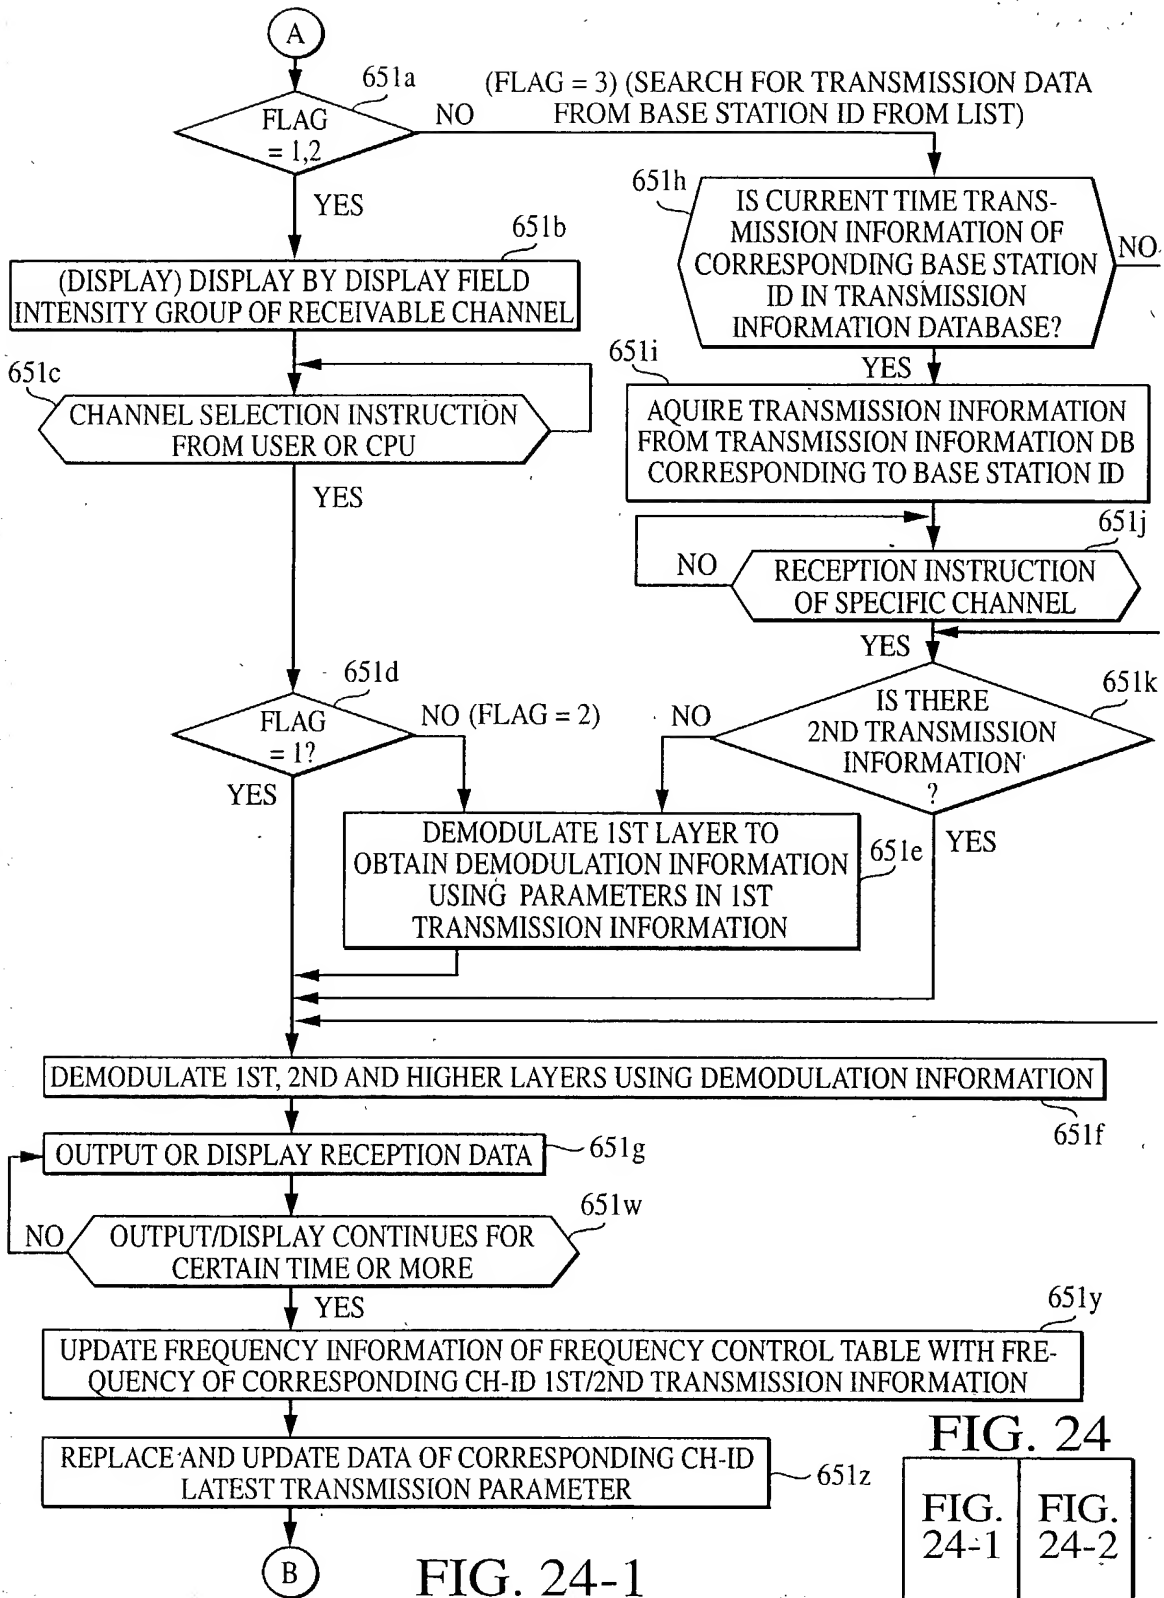 A
651a
FLAG
= 1,2
NO
(FLAG = 3) (SEARCH FOR TRANSMISSION DATA
FROM BASE STATION ID FROM LIST)
YES
651b
(DISPLAY) DISPLAY BY DISPLAY FIELD
INTENSITY GROUP OF RECEIVABLE CHANNEL
651c
CHANNEL SELECTION INSTRUCTION
FROM USER OR CPU
YES
651h
IS CURRENT TIME TRANS-
MISSION INFORMATION OF
CORRESPONDING BASE STATION
ID IN TRANSMISSION
INFORMATION DATABASE?
NO
YES
651i
AQUIRE TRANSMISSION INFORMATION
FROM TRANSMISSION INFORMATION DB
CORRESPONDING TO BASE STATION ID
651j
NO
RECEPTION INSTRUCTION
OF SPECIFIC CHANNEL
YES
651d
FLAG
= 1?
NO (FLAG = 2)
YES
651k
IS THERE
2ND TRANSMISSION
INFORMATION
?
NO
YES
DEMODULATE 1ST LAYER TO
OBTAIN DEMODULATION INFORMATION
USING PARAMETERS IN 1ST
TRANSMISSION INFORMATION
651e
DEMODULATE 1ST, 2ND AND HIGHER LAYERS USING DEMODULATION INFORMATION
651f
OUTPUT OR DISPLAY RECEPTION DATA
651g
651w
NO
OUTPUT/DISPLAY CONTINUES FOR
CERTAIN TIME OR MORE
YES
651y
UPDATE FREQUENCY INFORMATION OF FREQUENCY CONTROL TABLE WITH FRE-
QUENCY OF CORRESPONDING CH-ID 1ST/2ND TRANSMISSION INFORMATION
REPLACE AND UPDATE DATA OF CORRESPONDING CH-ID
LATEST TRANSMISSION PARAMETER
651z
B
FIG. 24-1
FIG. 24
FIG.
24-1
FIG.
24-2